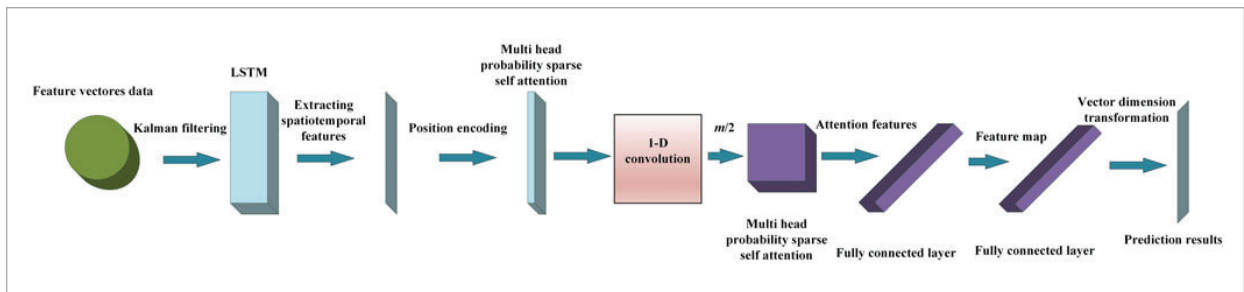 Feature vectores data
Kalman filtering
LSTM
Extracting
spatiotemporal
features
Position encoding
Multi head
probability sparse
self attention
1-D
convolution
m/2
Multi head
probability sparse
self attention
Attention features
Fully connected layer
Feature map
Fully connected layer
Vector dimension
transformation
Prediction results